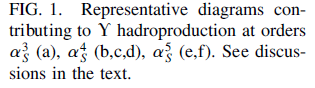 FIG. 1. Representative diagrams con-
tributing to Υ hadroproduction at orders
α_S^3 (a), α_S^4 (b,c,d), α_S^5 (e,f). See discus-
sions in the text.